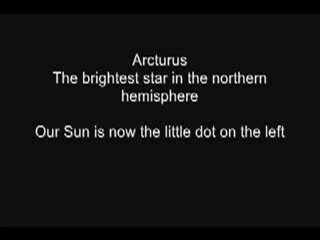 Arcturus
The brightest star in the northern
hemisphere
Our Sun is now the little dot on the left